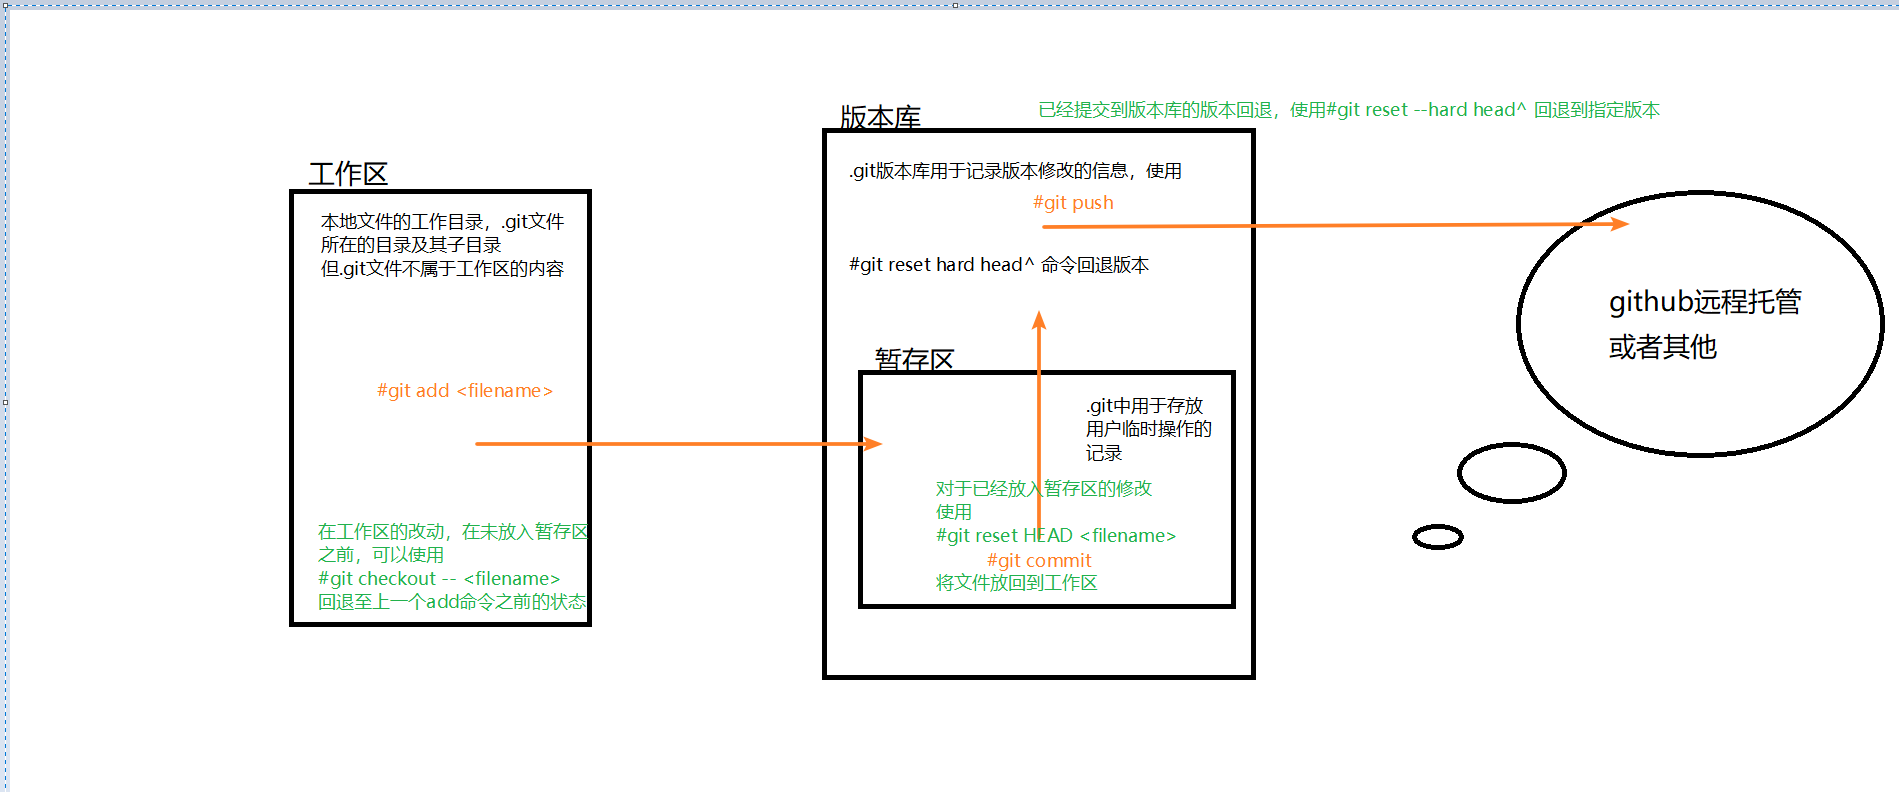 已经提交到版本库的版本回退，使用#git reset --hard head^ 回退到指定版本
版本库
.git版本库用于记录版本修改的信息，使用
#git push
#git reset hard head^ 命令回退版本
工作区
本地文件的工作目录，.git文件
所在的目录及其子目录
但.git文件不属于工作区的内容
#git add <filename>
在工作区的改动，在未放入暂存区
之前，可以使用
#git checkout -- <filename>
回退至上一个add命令之前的状态
暂存区
.git中用于存放
用户临时操作的
记录
对于已经放入暂存区的修改
使用
#git reset HEAD <filename>
#git commit
将文件放回到工作区
github远程托管
或者其他